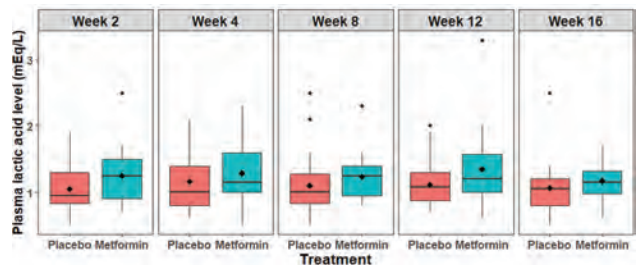 Week 2 Week 4 Week 8 Week 12 Week 16
Plasma lactic acid level (mEq/L)
3
2
1
Placebo Metformin Placebo Metformin Placebo Metformin Placebo Metformin Placebo Metformin
Treatment